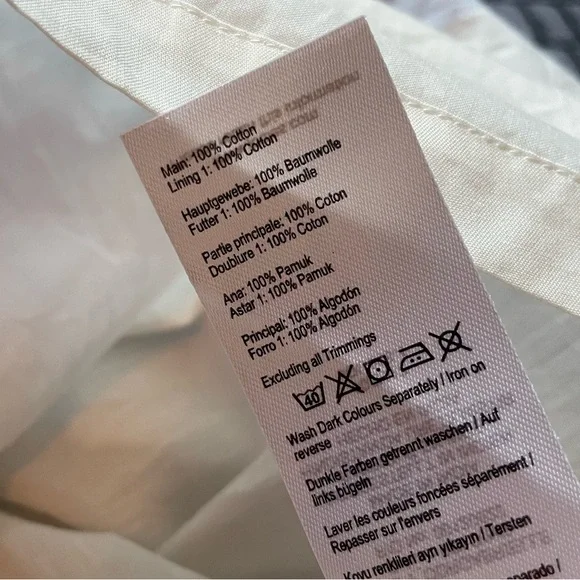 Main: 100% Cotton
Lining 1: 100% Cotton
Hauptgewebe: 100% Baumwolle
Futter 1: 100% Baumwolle
Partie principale: 100% Coton
Doublure 1: 100% Coton
Ana: 100% Pamuk
Astar 1: 100% Pamuk
Principal: 100% Algodón
Forro 1: 100% Algodón
Excluding all Trimmings
40
Wash Dark Colours Separately / Iron on
reverse
Dunkle Farben getrennt waschen / Auf
links bügeln
Laver les couleurs foncées séparément /
Repasser sur l'envers
Koyu renklileri ayrı yıkayın / Tersten